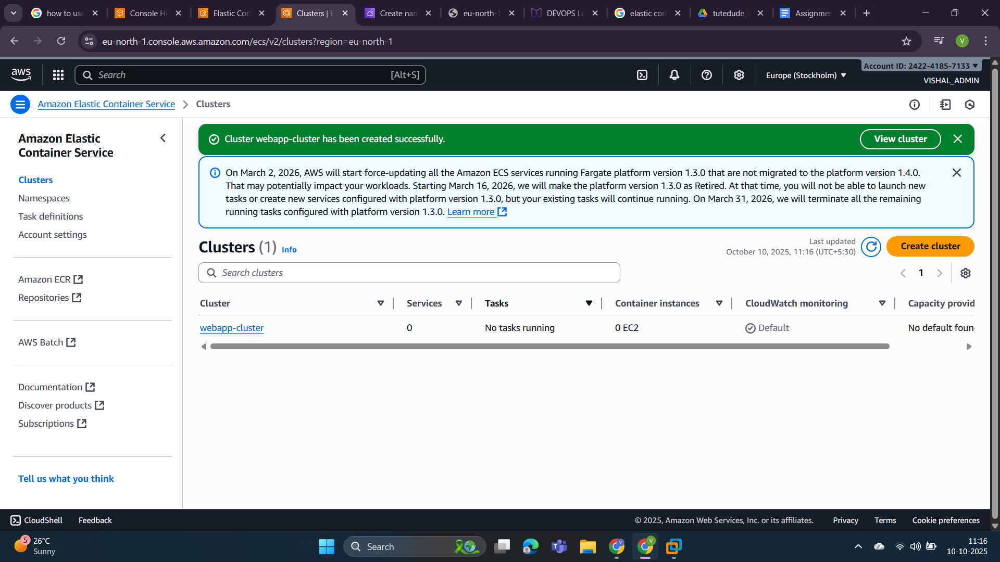 how to use
Console Ho
Elastic Con
Clusters | E
Create nam
eu-north-1
DEVOPS Le
elastic con
tutedude_a
Assignmen
eu-north-1.console.aws.amazon.com/ecs/v2/clusters?region=eu-north-1
V
aws
Search
[Alt+S]
Europe (Stockholm)
Account ID: 2422-4185-7133
VISHAL_ADMIN
Amazon Elastic Container Service
Clusters
Amazon Elastic
Container Service
Clusters
Namespaces
Task definitions
Account settings
Amazon ECR
Repositories
AWS Batch
Documentation
Discover products
Subscriptions
Tell us what you think
Cluster webapp-cluster has been created successfully.
View cluster
On March 2, 2026, AWS will start force-updating all the Amazon ECS services running Fargate platform version 1.3.0 that are not migrated to the platform version 1.4.0.
That may potentially impact your workloads. Starting March 16, 2026, we will make the platform version 1.3.0 as Retired. At that time, you will not be able to launch new
tasks or create new services configured with platform version 1.3.0, but your existing tasks will continue running. On March 31, 2026, we will terminate all the remaining
running tasks configured with platform version 1.3.0. Learn more
Clusters (1) Info
Last updated
October 10, 2025, 11:16 (UTC+5:30)
Create cluster
Search clusters
1
Cluster Services Tasks Container instances CloudWatch monitoring Capacity provid
webapp-cluster 0 No tasks running 0 EC2 Default No default foun
CloudShell Feedback
© 2025, Amazon Web Services, Inc. or its affiliates. Privacy Terms Cookie preferences
5
26°C
Sunny
Search
V
V
11:16
10-10-2025